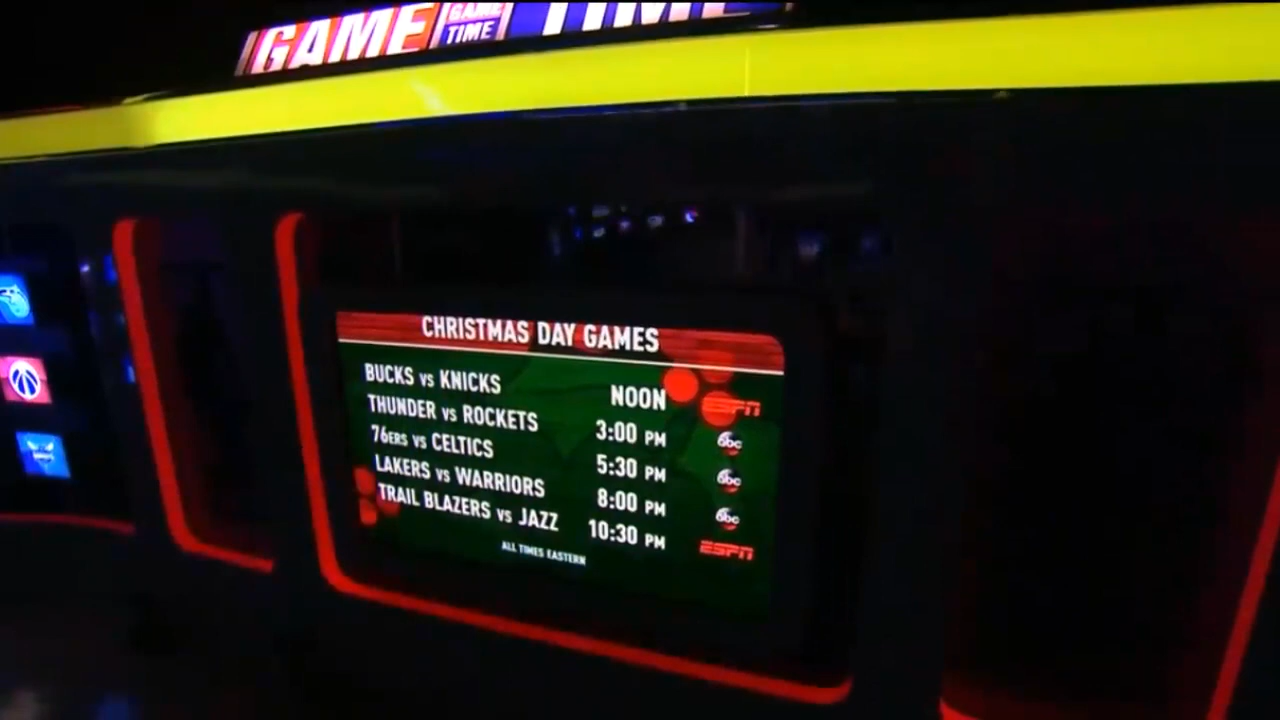 GAME
GAME TIME
TIME
CHRISTMAS DAY GAMES
BUCKS vs KNICKS NOON ESPN
THUNDER vs ROCKETS 3:00 PM abc
76ERS vs CELTICS 5:30 PM abc
LAKERS vs WARRIORS 8:00 PM abc
TRAIL BLAZERS vs JAZZ 10:30 PM ESPN
ALL TIMES EASTERN